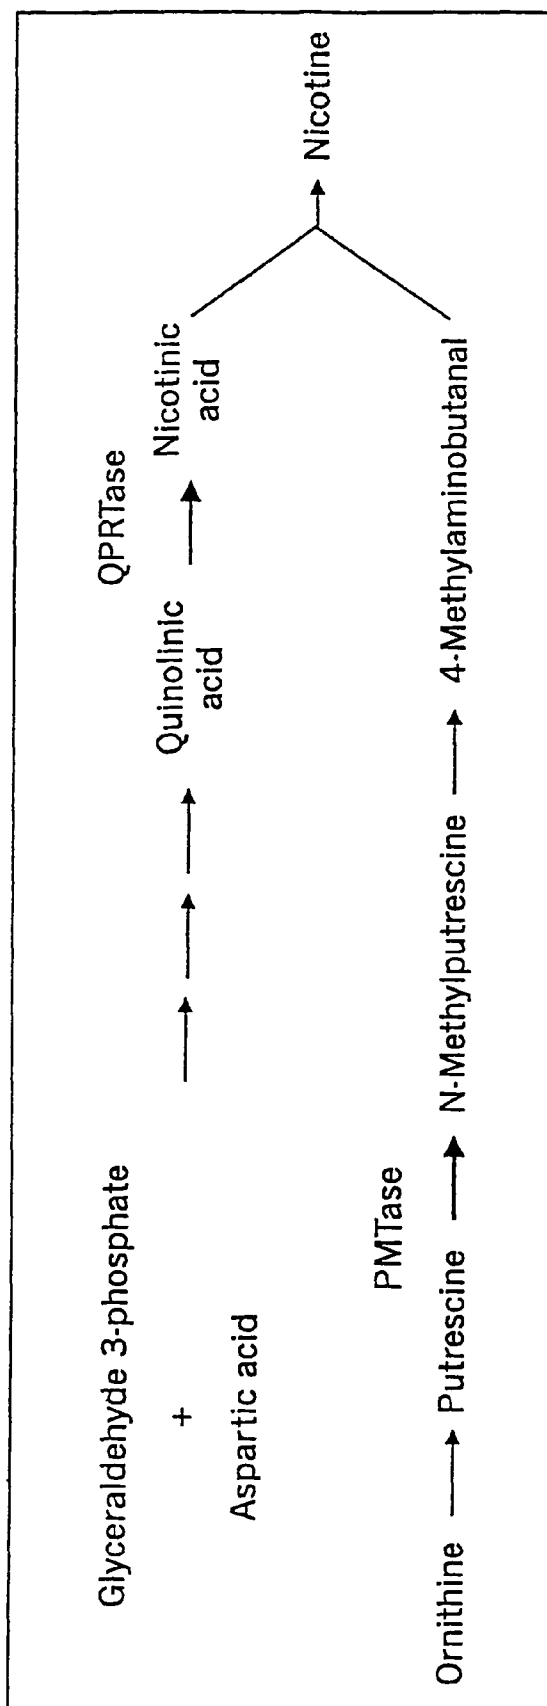 Glyceraldehyde 3-phosphate
+
Aspartic acid
Quinolinic
acid
QPRTase
Nicotinic
acid
Nicotine
Ornithine
Putrescine
PMTase
N-Methylputrescine
4-Methylaminobutanal